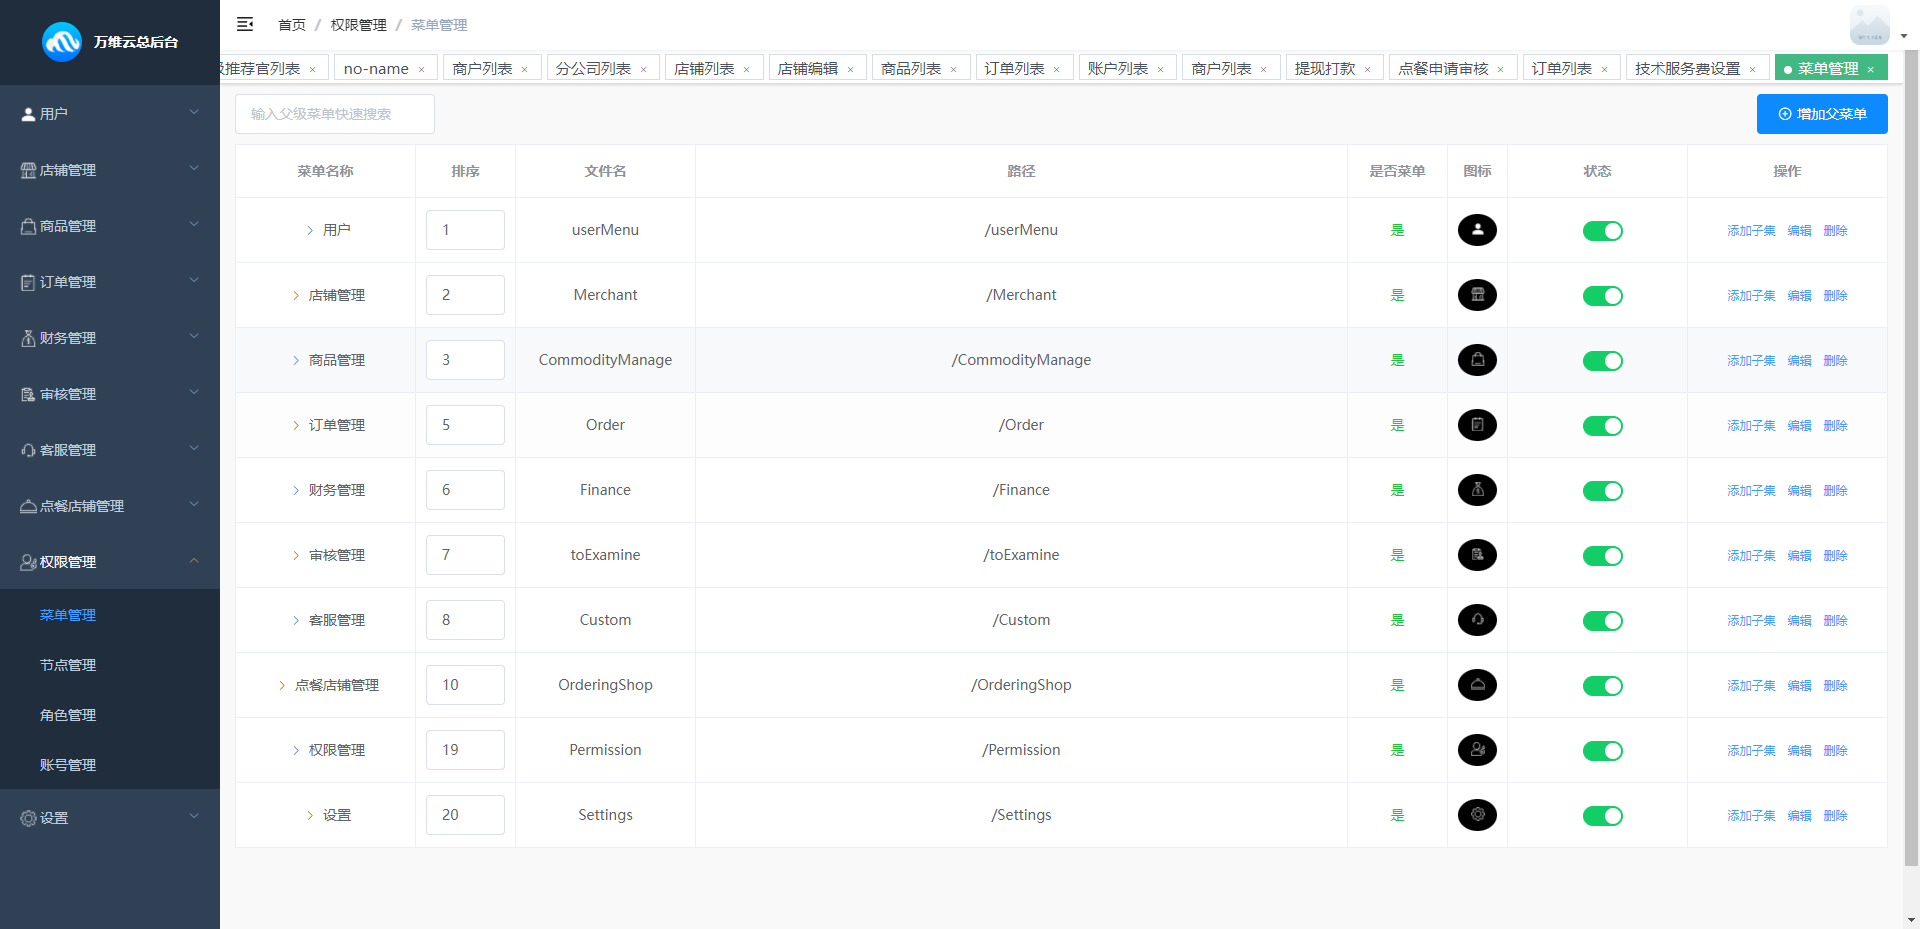 万维云总后台
首页 / 权限管理 / 菜单管理
推荐官列表 × no-name × 商户列表 × 分公司列表 × 店铺列表 × 店铺编辑 × 商品列表 × 订单列表 × 账户列表 × 商户列表 × 提现打款 × 点餐申请审核 × 订单列表 × 技术服务费设置 × 菜单管理 ×
用户
店铺管理
商品管理
订单管理
财务管理
审核管理
客服管理
点餐店铺管理
权限管理
菜单管理
节点管理
角色管理
账号管理
设置
输入父级菜单快速搜索
增加父菜单
菜单名称 排序 文件名 路径 是否菜单 图标 状态 操作
用户 1 userMenu /userMenu 是 添加子集 编辑 删除
店铺管理 2 Merchant /Merchant 是 添加子集 编辑 删除
商品管理 3 CommodityManage /CommodityManage 是 添加子集 编辑 删除
订单管理 5 Order /Order 是 添加子集 编辑 删除
财务管理 6 Finance /Finance 是 添加子集 编辑 删除
审核管理 7 toExamine /toExamine 是 添加子集 编辑 删除
客服管理 8 Custom /Custom 是 添加子集 编辑 删除
点餐店铺管理 10 OrderingShop /OrderingShop 是 添加子集 编辑 删除
权限管理 19 Permission /Permission 是 添加子集 编辑 删除
设置 20 Settings /Settings 是 添加子集 编辑 删除